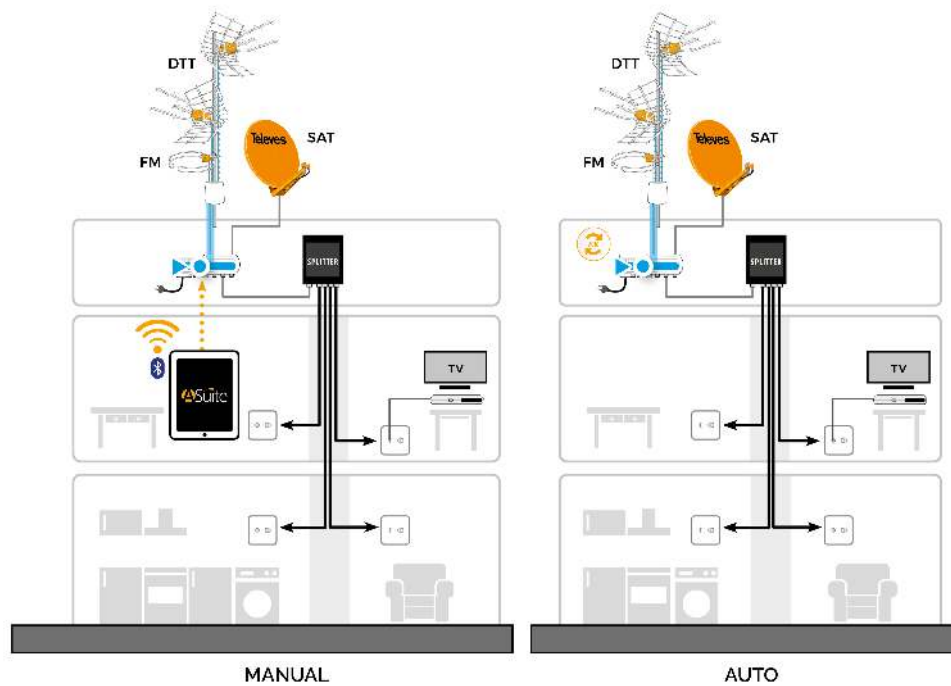 DTT
FM
Televes
SAT
SPLITTER
ASuite
TV
MANUAL
DTT
FM
Televes
SAT
SPLITTER
TV
AUTO